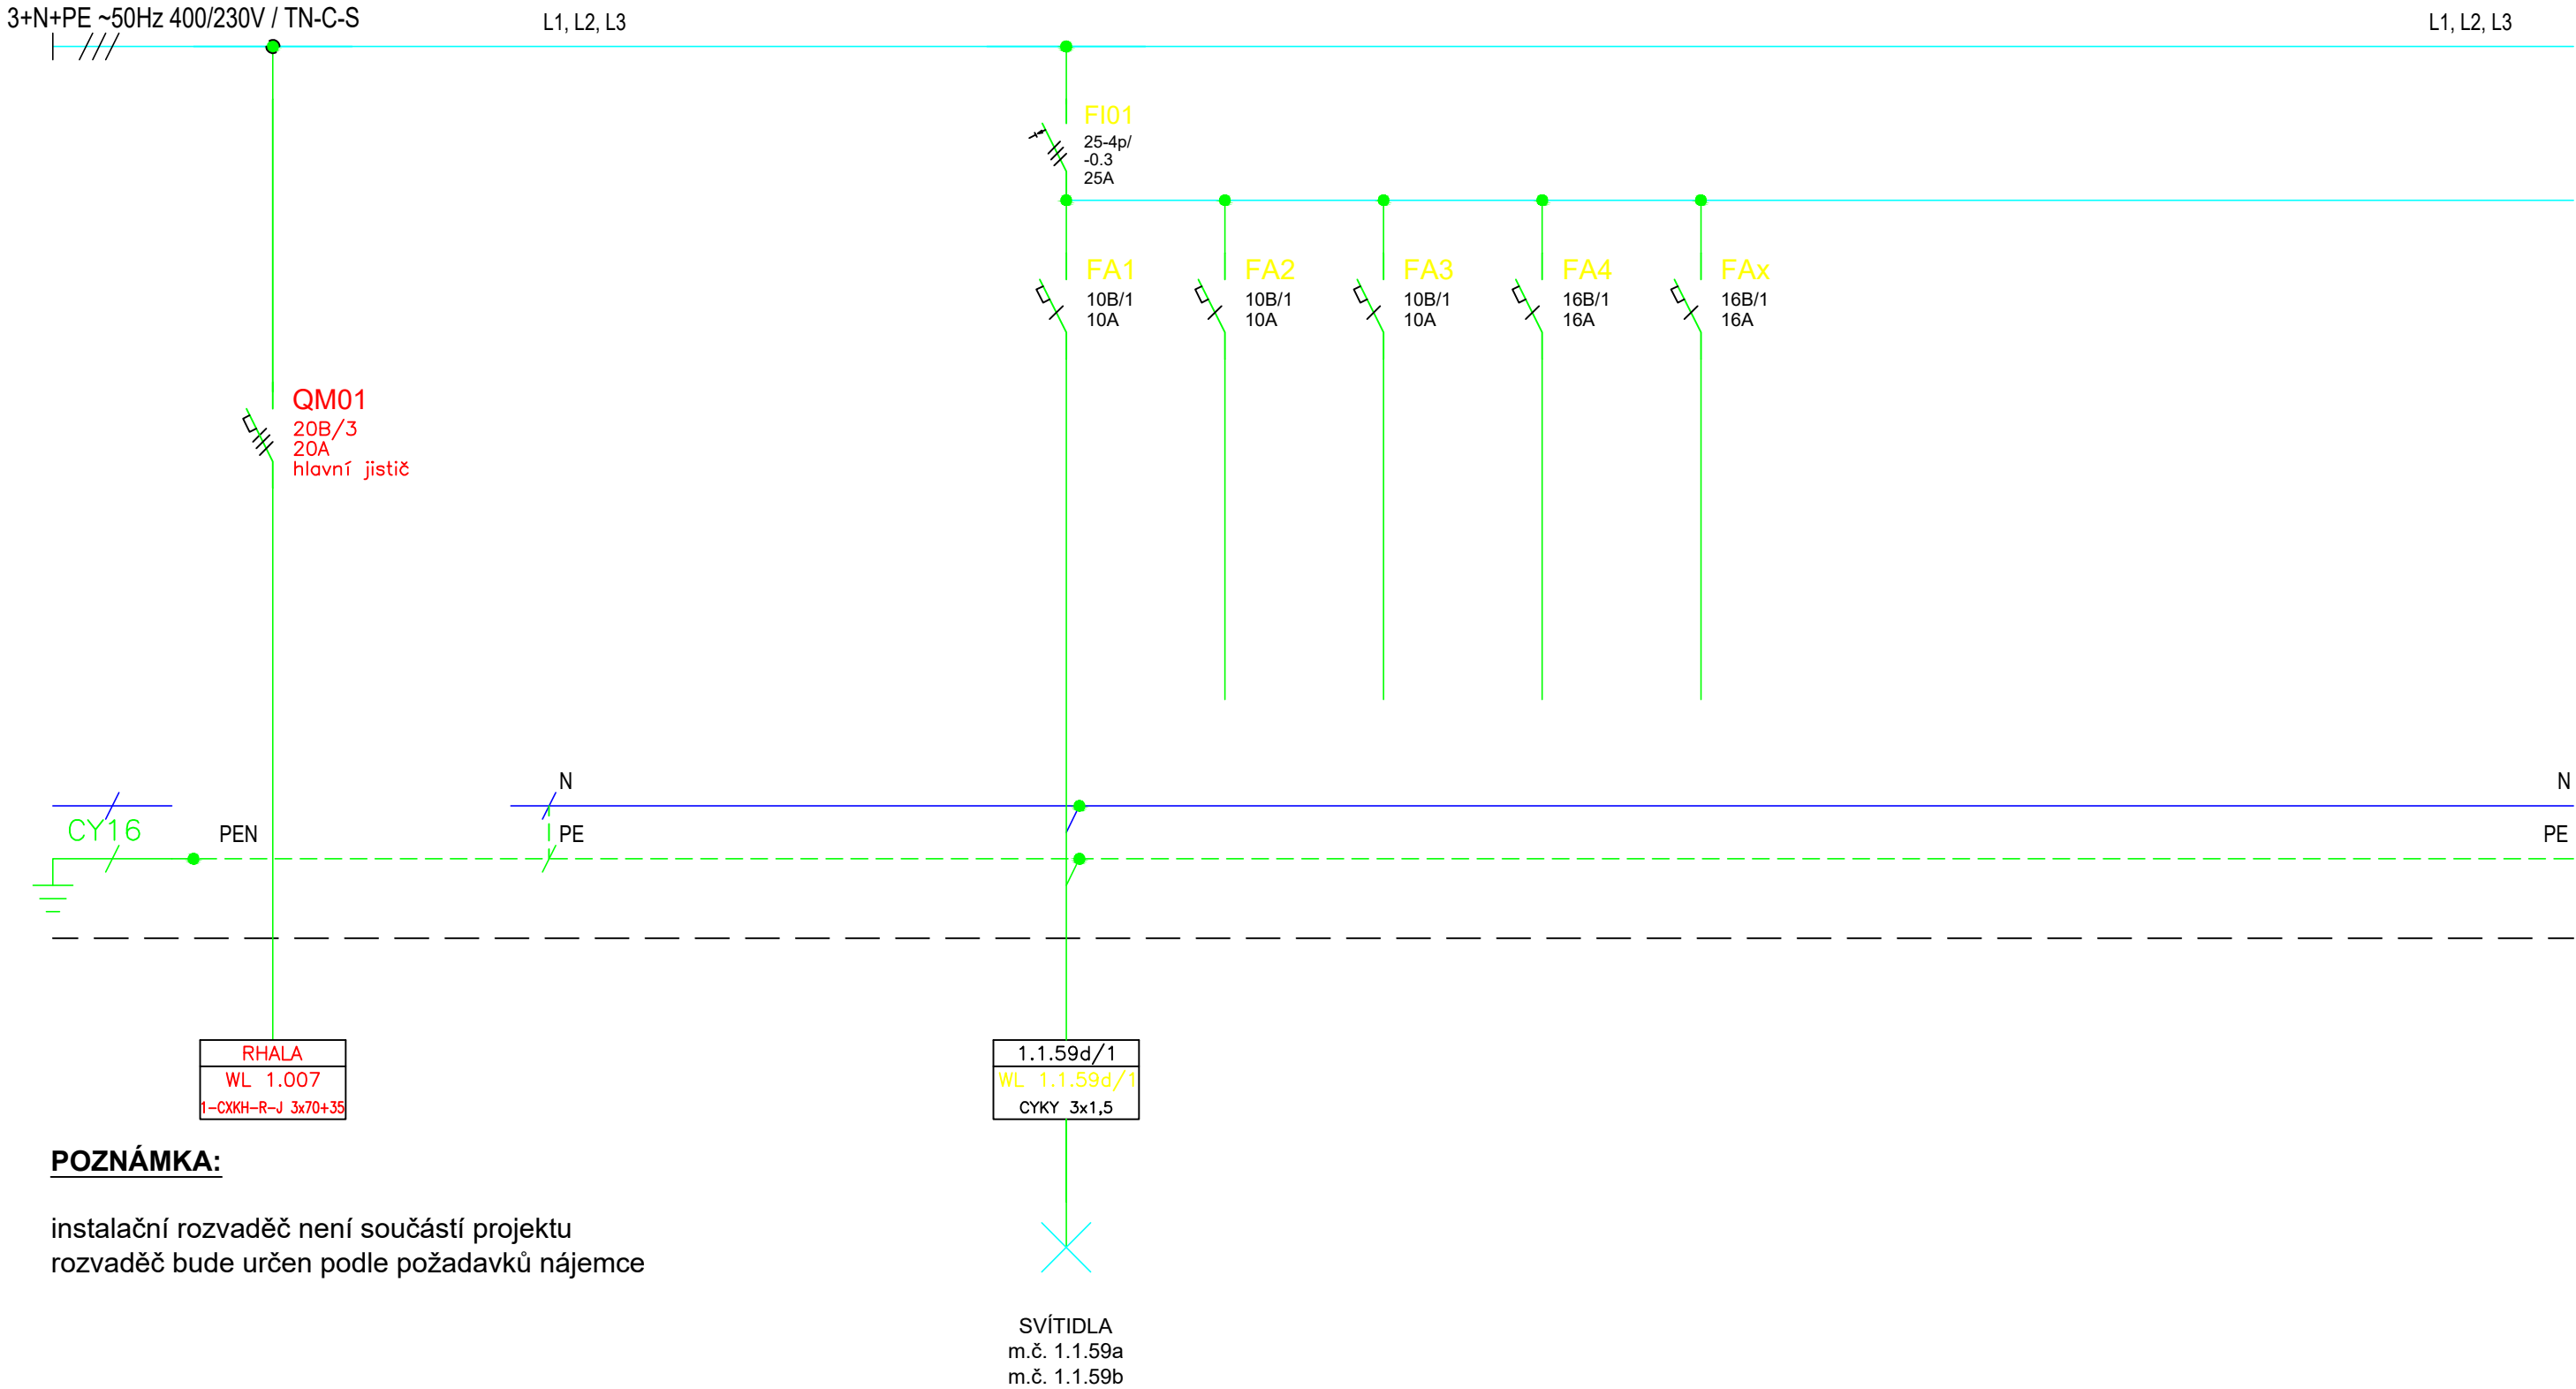 3+N+PE ~50Hz 400/230V / TN-C-S
L1, L2, L3
L1, L2, L3
FI01
25-4p/
-0.3
25A
FA1
10B/1
10A
FA2
10B/1
10A
FA3
10B/1
10A
FA4
16B/1
16A
FAx
16B/1
16A
QM01
20B/3
20A
hlavní jistič
N
N
CY16
PEN
PE
PE
RHALA
WL 1.007
1-CXKH-R-J 3x70+35
1.1.59d/1
WL 1.1.59d/1
CYKY 3x1,5
POZNÁMKA:
instalační rozvaděč není součástí projektu
rozvaděč bude určen podle požadavků nájemce
SVÍTIDLA
m.č. 1.1.59a
m.č. 1.1.59b